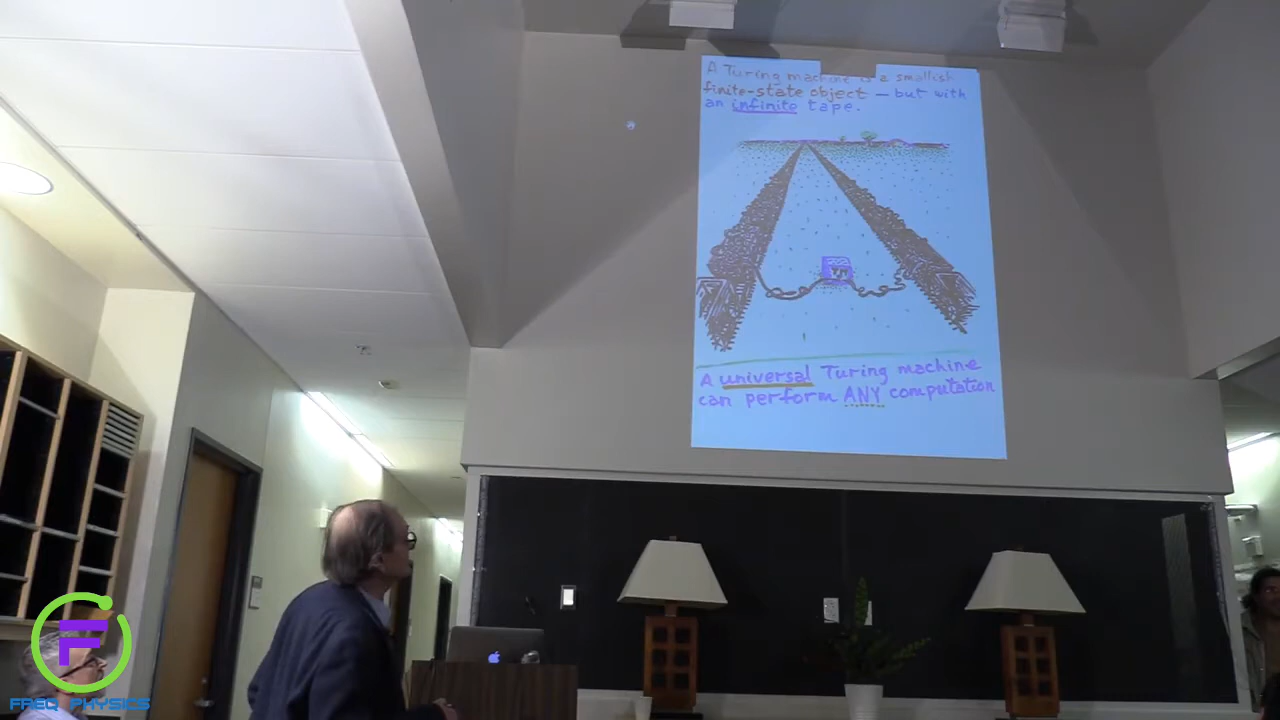 A Turing machine is a smallish
finite-state object — but with
an infinite tape.
A universal Turing machine
can perform ANY computation
F
FREQ PHYSICS